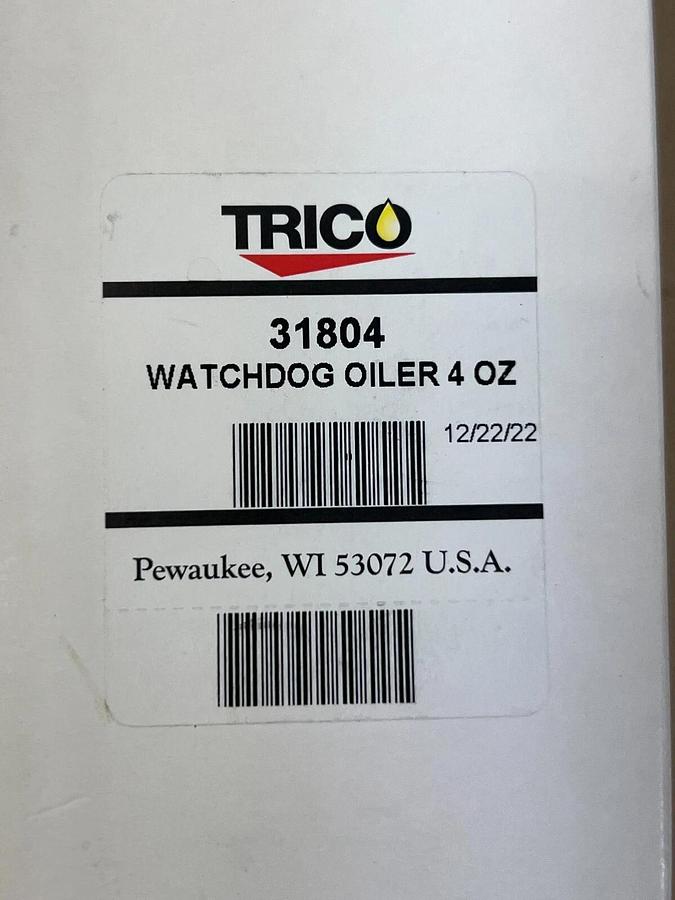 TRICO
31804
WATCHDOG OILER 4 OZ
12/22/22
Pewaukee, WI 53072 U.S.A.